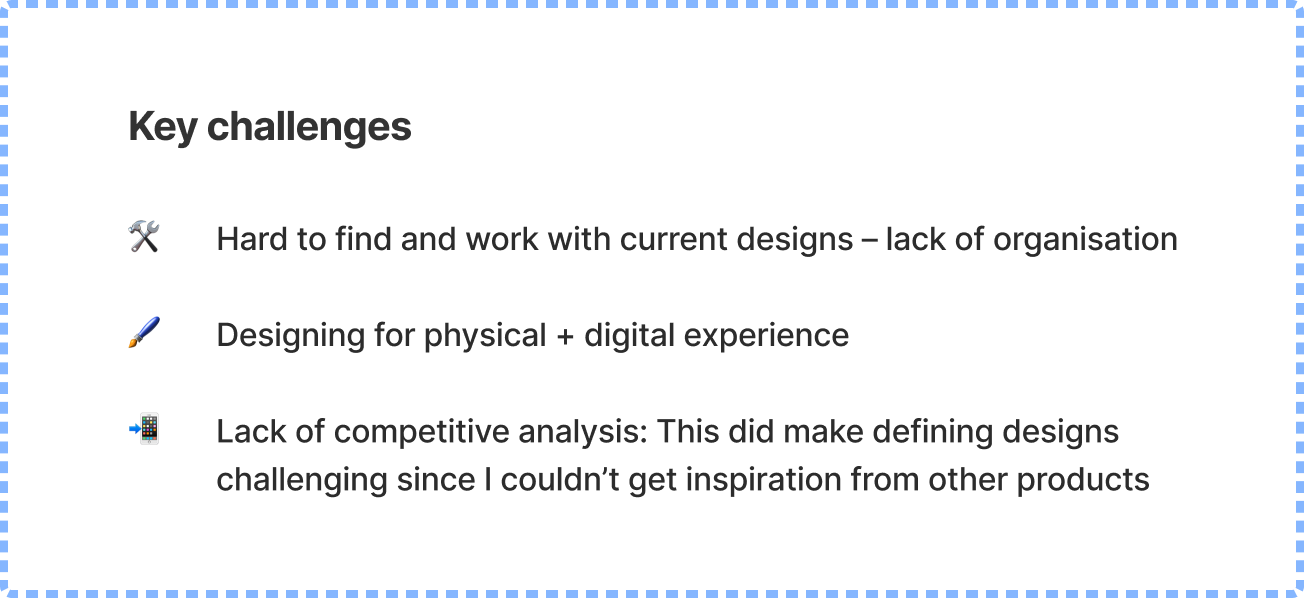 Key challenges
Hard to find and work with current designs – lack of organisation
Designing for physical + digital experience
Lack of competitive analysis: This did make defining designs
challenging since I couldn’t get inspiration from other products